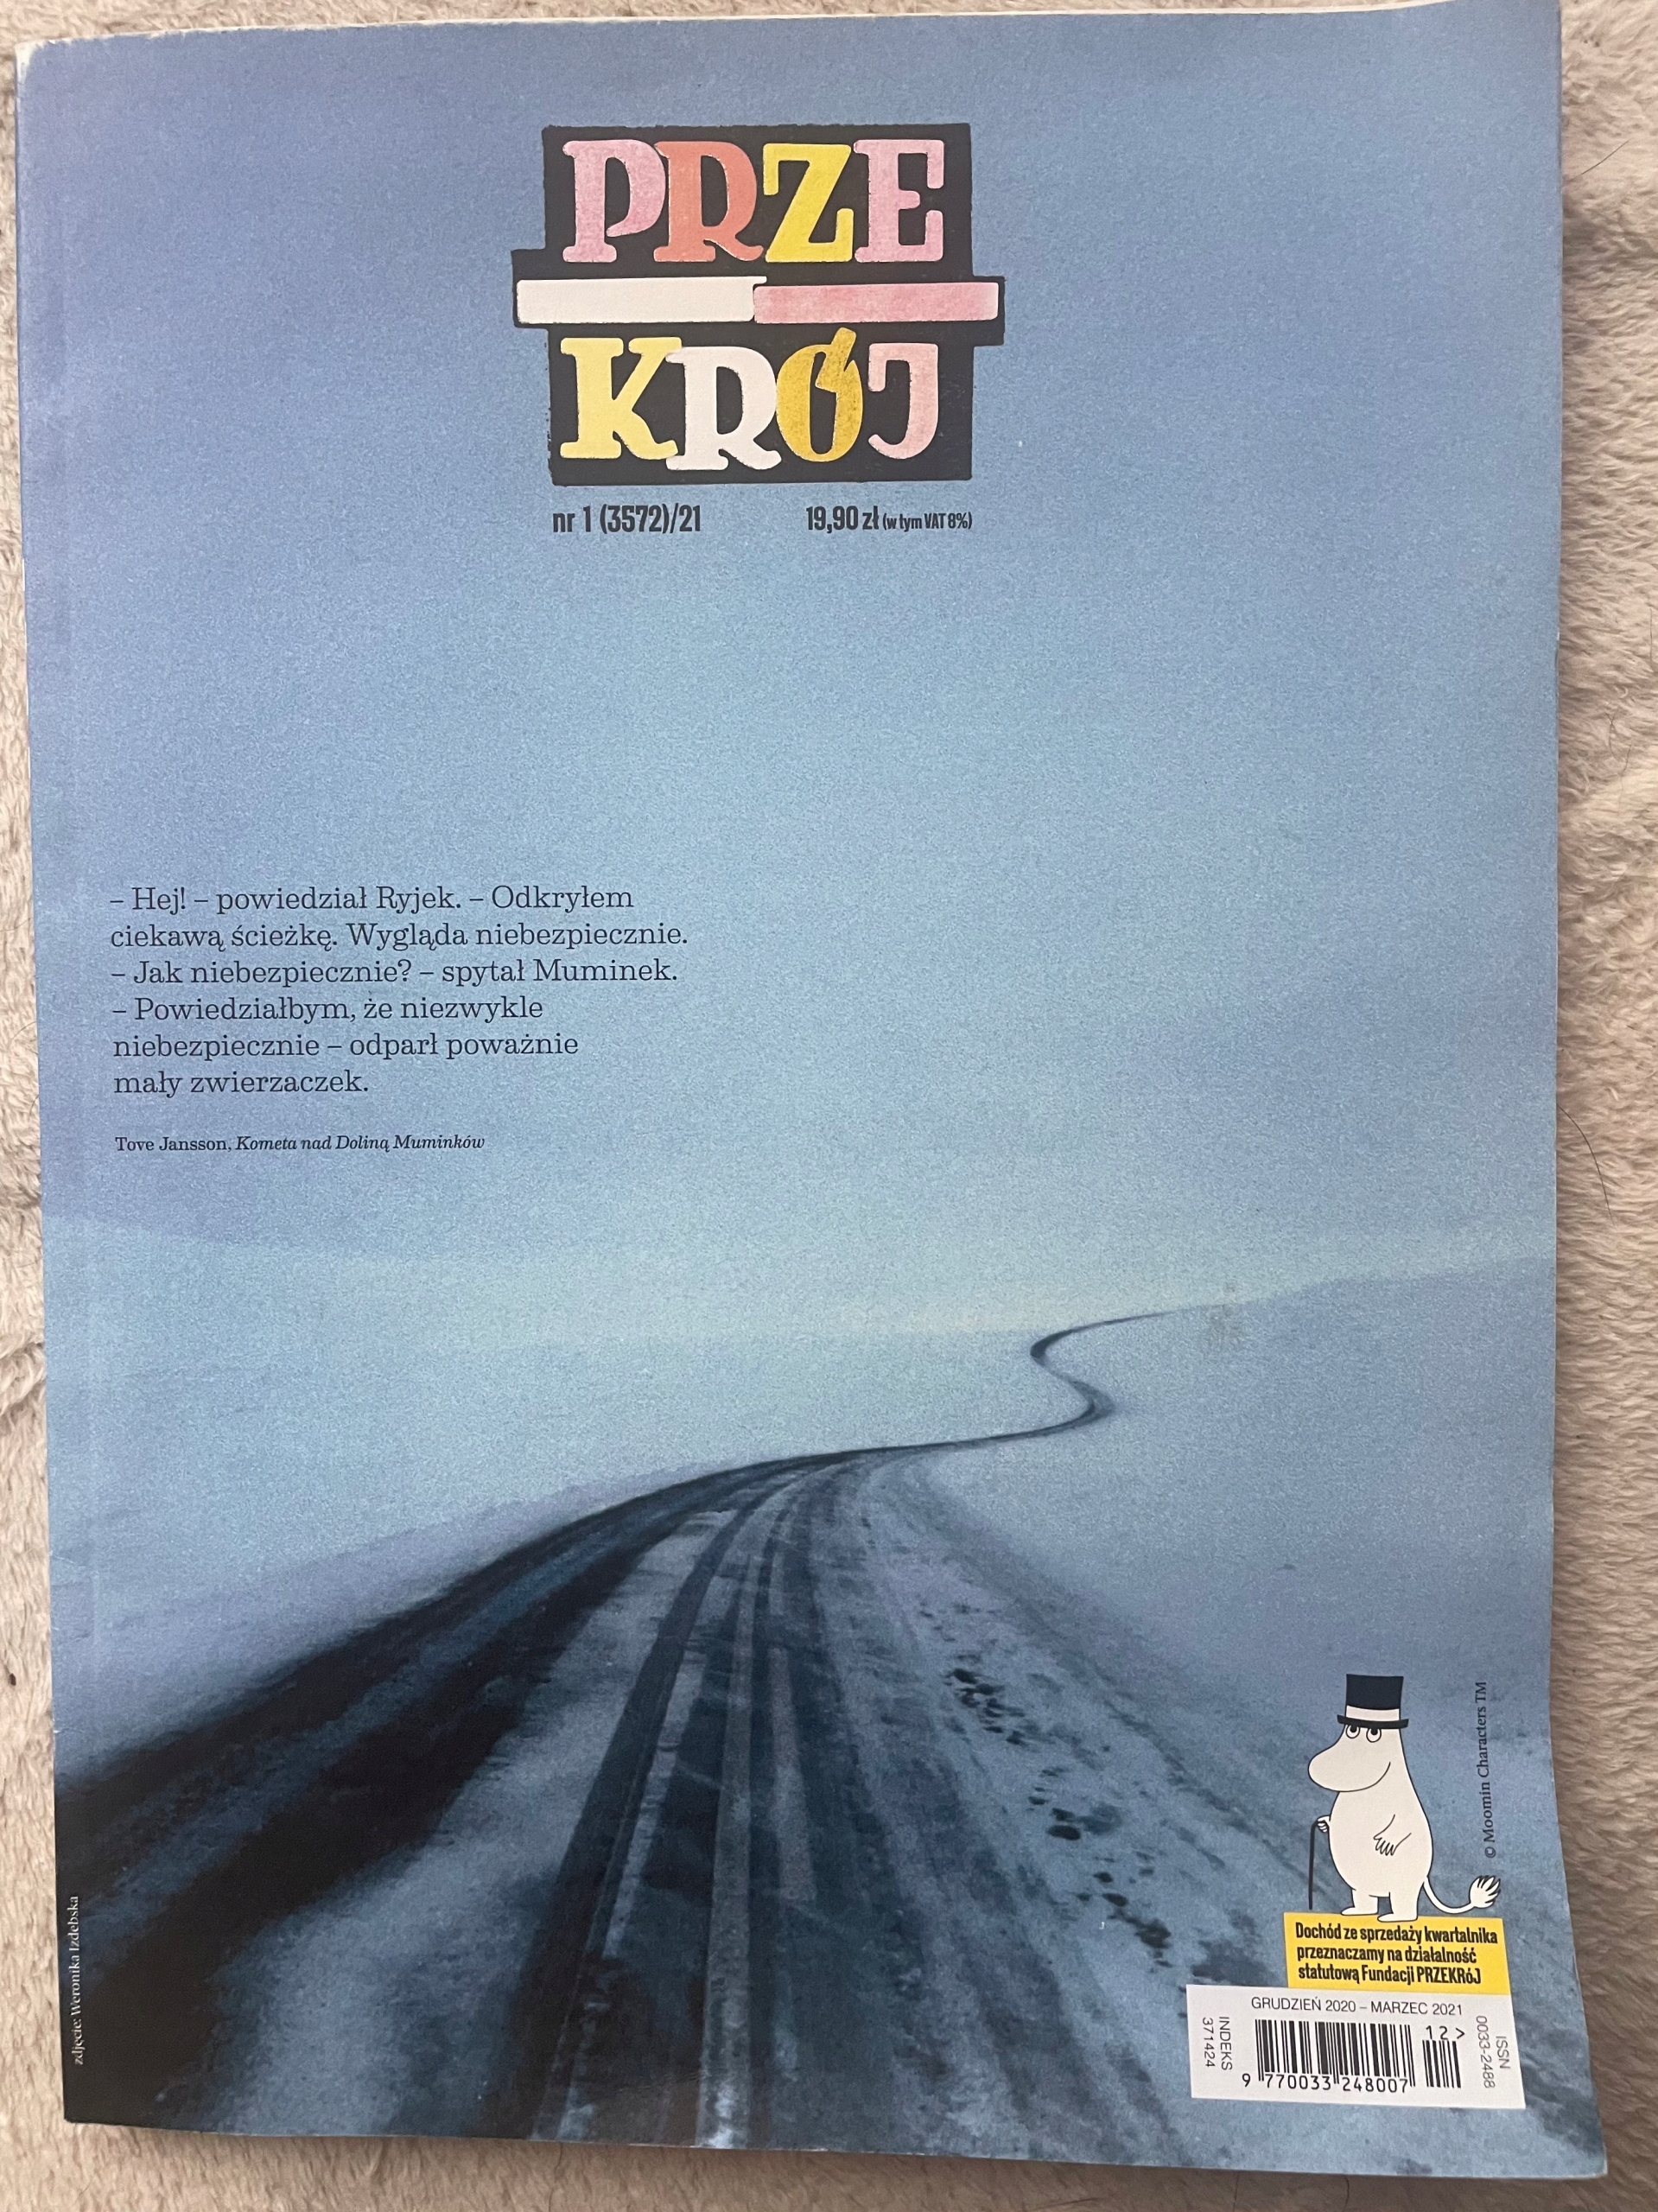 PRZE
KRÓJ
nr 1 (3572)/21 19,90 zł (w tym VAT 8%)
– Hej! – powiedział Ryjek. – Odkryłem
ciekawą ścieżkę. Wygląda niebezpiecznie.
– Jak niebezpiecznie? – spytał Muminek.
– Powiedziałbym, że niezwykle
niebezpiecznie – odparł poważnie
mały zwierzaczek.
Tove Jansson, Kometa nad Doliną Muminków
© Moomin Characters TM
zdjęcie: Weronika Izdebska
Dochód ze sprzedaży kwartalnika
przeznaczamy na działalność
statutową Fundacji PRZEKRÓJ
GRUDZIEŃ 2020 – MARZEC 2021
INDEKS
371424
12>
9 770033 248007
ISSN
0033-2488